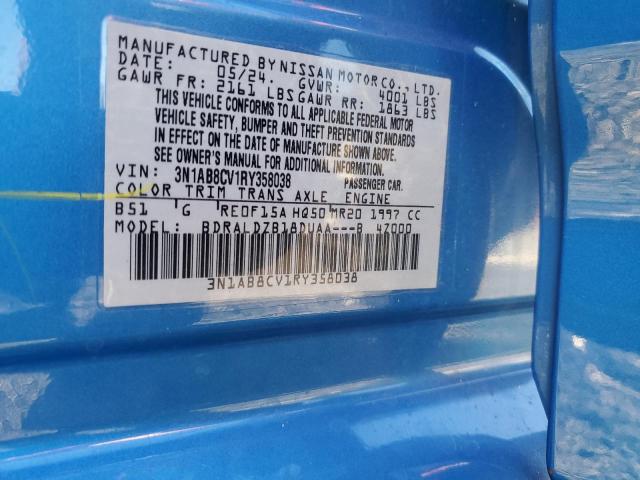 MANUFACTURED BY NISSAN MOTOR CO., LTD.
DATE: 05/24. GVWR: 4001 LBS
GAWR FR: 2161 LBS GAWR RR: 1863 LBS
THIS VEHICLE CONFORMS TO ALL APPLICABLE FEDERAL MOTOR
VEHICLE SAFETY, BUMPER AND THEFT PREVENTION STANDARDS
IN EFFECT ON THE DATE OF MANUFACTURE SHOWN ABOVE.
SEE OWNER'S MANUAL FOR ADDITIONAL INFORMATION.
VIN: 3N1AB8CV1RY358038 PASSENGER CAR.
COLOR TRIM TRANS AXLE ENGINE
B51 G RE0F15A HQ50 MR20 1997 CC
MODEL: BDRALDZB18DUAA---B 4Z000
3N1AB8CV1RY358038